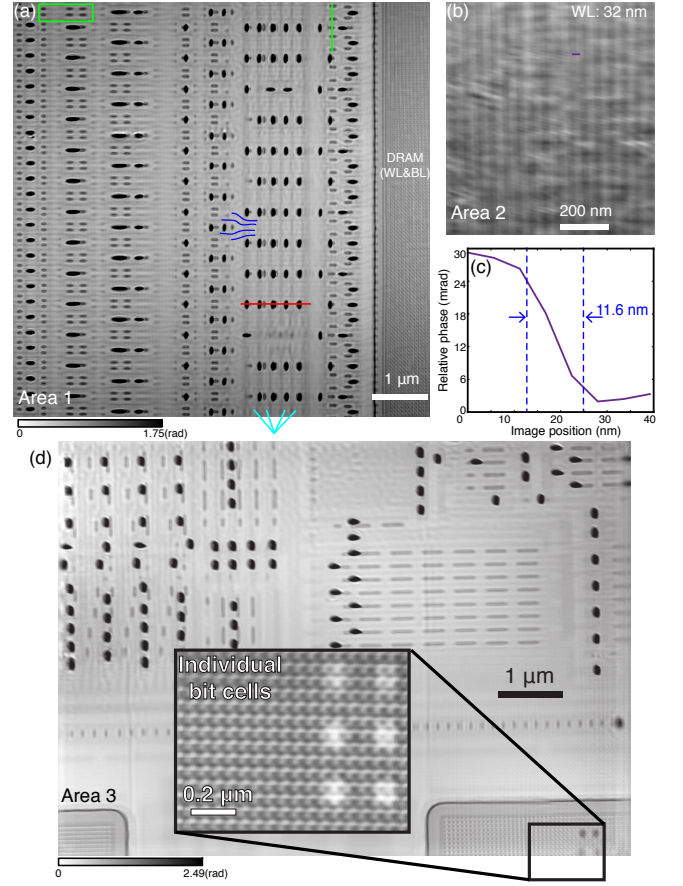 (a)
DRAM
(WL&BL)
Area 1
1 μm
0
1.75(rad)
(b)
WL: 32 nm
Area 2
200 nm
(c)
30
24
18
12
6
0
Relative phase (mrad)
11.6 nm
0
10
20
30
40
Image position (nm)
(d)
Individual
bit cells
0.2 μm
1 μm
Area 3
0
2.49(rad)